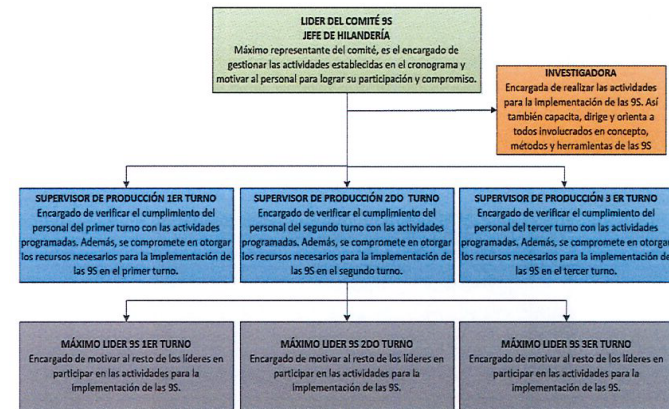 LIDER DEL COMITÉ 9S
JEFE DE HILANDERÍA
Máximo representante del comité, es el encargado de
gestionar las actividades establecidas en el cronograma y
motivar al personal para lograr su participación y compromiso.
INVESTIGADORA
Encargada de realizar las actividades
para la implementación de las 9S. Así
también capacita, dirige y orienta a
todos involucrados en concepto,
métodos y herramientas de las 9S
SUPERVISOR DE PRODUCCIÓN 1ER TURNO
Encargado de verificar el cumplimiento del
personal del primer turno con las actividades
programadas. Además, se compromete en otorgar
los recursos necesarios para la implementación de
las 9S en el primer turno.
SUPERVISOR DE PRODUCCIÓN 2DO TURNO
Encargado de verificar el cumplimiento del
personal del segundo turno con las actividades
programadas. Además, se compromete en otorgar
los recursos necesarios para la implementación de
las 9S en el segundo turno.
SUPERVISOR DE PRODUCCIÓN 3 ER TURNO
Encargado de verificar el cumplimiento del
personal del tercer turno con las actividades
programadas. Además, se compromete en otorgar
los recursos necesarios para la implementación de
las 9S en el tercer turno.
MÁXIMO LIDER 9S 1ER TURNO
Encargado de motivar al resto de los líderes en
participar en las actividades para la
implementación de las 9S.
MÁXIMO LIDER 9S 2DO TURNO
Encargado de motivar al resto de los líderes en
participar en las actividades para la
implementación de las 9S.
MÁXIMO LIDER 9S 3ER TURNO
Encargado de motivar al resto de los líderes en
participar en las actividades para la
implementación de las 9S.